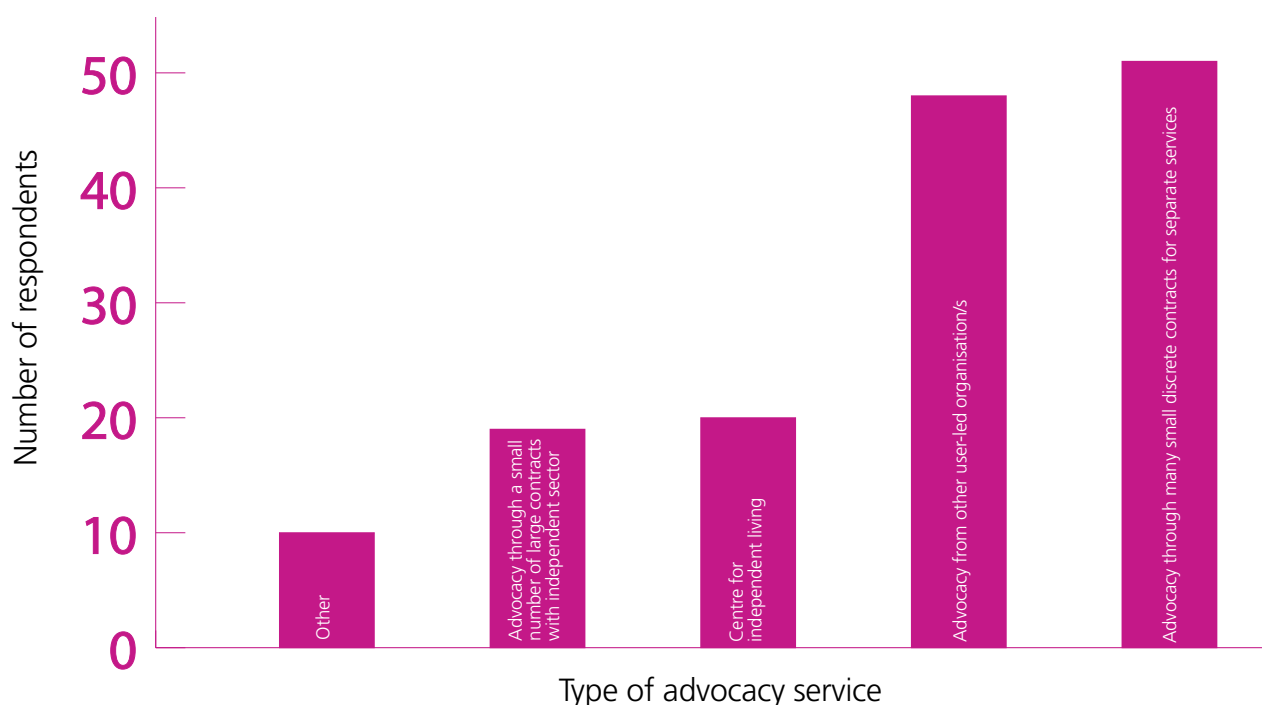 Number of respondents
50
40
30
20
10
0
Other
Advocacy through a small
number of large contracts
with independent sector
Centre for
independent living
Advocacy from other user-led organisation/s
Advocacy through many small discrete contracts for separate services
Type of advocacy service